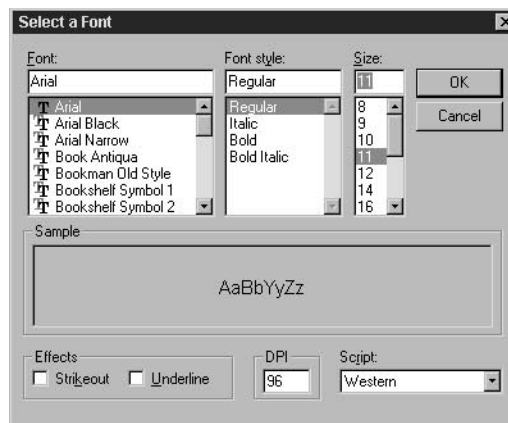 Select a Font
Font:
Font style:
Size:
Arial
Regular
11
OK
Cancel
Arial
Arial Black
Arial Narrow
Book Antiqua
Bookman Old Style
Bookshelf Symbol 1
Bookshelf Symbol 2
Regular
Italic
Bold
Bold Italic
8
9
10
11
12
14
16
Sample
AaBbYyZz
Effects
Strikeout
Underline
DPI
96
Script:
Western